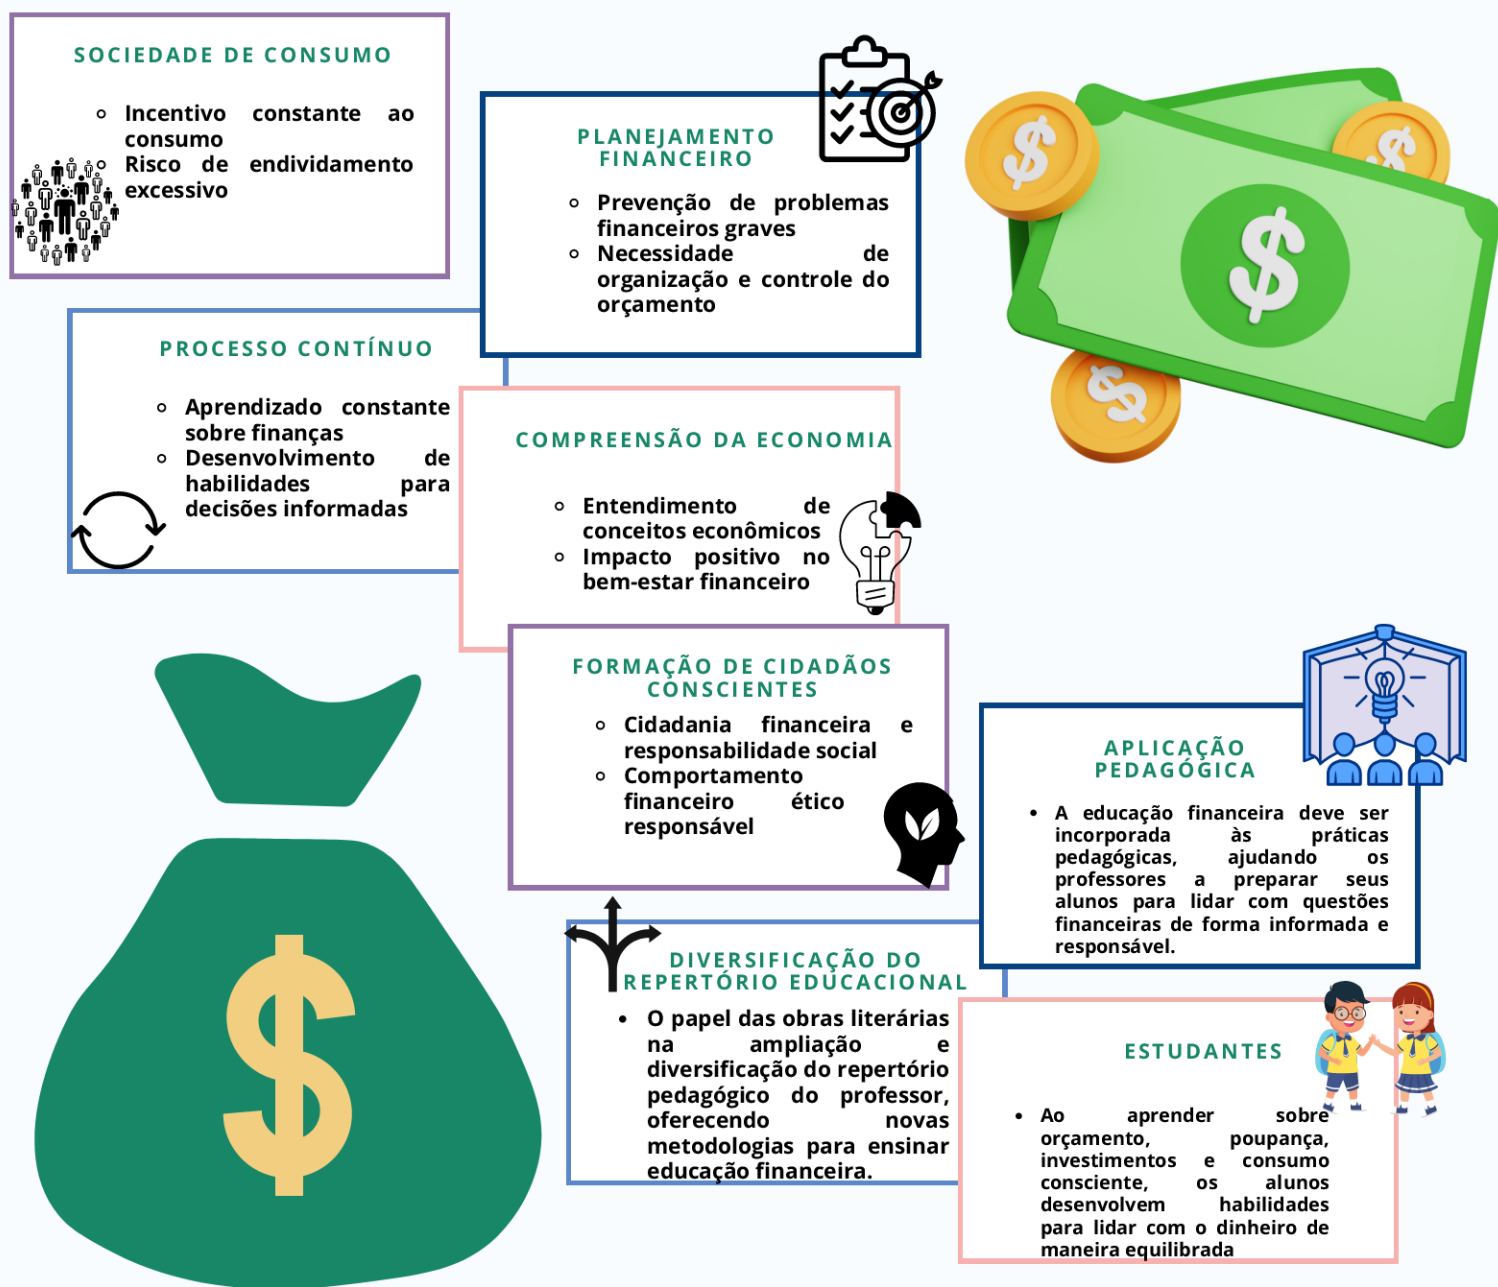 SOCIEDADE DE CONSUMO
Incentivo constante ao
consumo
Risco de endividamento
excessivo
PLANEJAMENTO
FINANCEIRO
Prevenção de problemas
financeiros graves
Necessidade de
organização e controle do
orçamento
PROCESSO CONTÍNUO
Aprendizado constante
sobre finanças
Desenvolvimento de
habilidades para
decisões informadas
COMPREENSÃO DA ECONOMIA
Entendimento de
conceitos econômicos
Impacto positivo no
bem-estar financeiro
FORMAÇÃO DE CIDADÃOS
CONSCIENTES
Cidadania financeira e
responsabilidade social
Comportamento
financeiro ético
responsável
APLICAÇÃO
PEDAGÓGICA
A educação financeira deve ser
incorporada às práticas
pedagógicas, ajudando os
professores a preparar seus
alunos para lidar com questões
financeiras de forma informada e
responsável.
DIVERSIFICAÇÃO DO
REPERTÓRIO EDUCACIONAL
O papel das obras literárias
na ampliação e
diversificação do repertório
pedagógico do professor,
oferecendo novas
metodologias para ensinar
educação financeira.
ESTUDANTES
Ao aprender sobre
orçamento, poupança,
investimentos e consumo
consciente, os alunos
desenvolvem habilidades
para lidar com o dinheiro de
maneira equilibrada